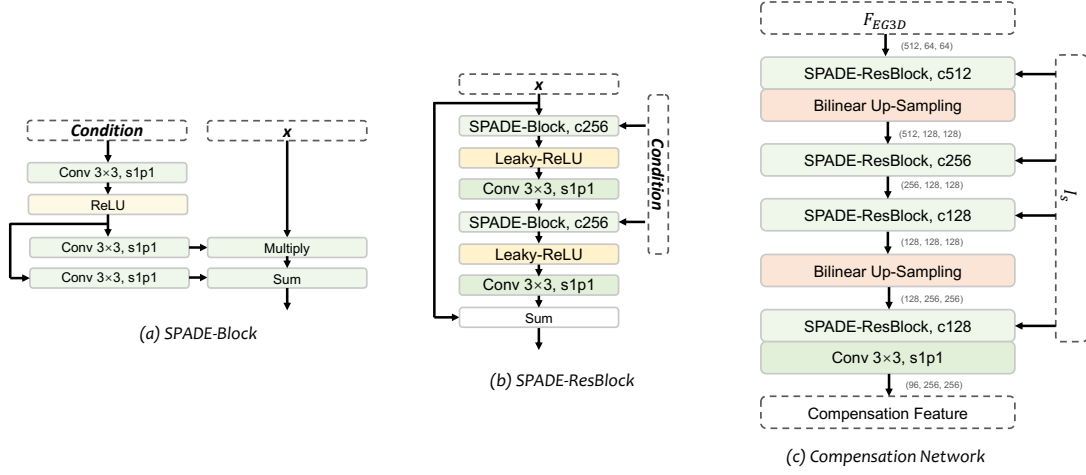 Condition
x
Conv 3×3, s1p1
ReLU
Conv 3×3, s1p1
Multiply
Conv 3×3, s1p1
Sum
(a) SPADE-Block
x
SPADE-Block, c256
Leaky-ReLU
Conv 3×3, s1p1
SPADE-Block, c256
Leaky-ReLU
Conv 3×3, s1p1
Sum
Condition
(b) SPADE-ResBlock
F_EG3D
(512, 64, 64)
SPADE-ResBlock, c512
Bilinear Up-Sampling
(512, 128, 128)
SPADE-ResBlock, c256
(256, 128, 128)
SPADE-ResBlock, c128
(128, 128, 128)
Bilinear Up-Sampling
(128, 256, 256)
SPADE-ResBlock, c128
Conv 3×3, s1p1
(96, 256, 256)
Compensation Feature
I_s
(c) Compensation Network